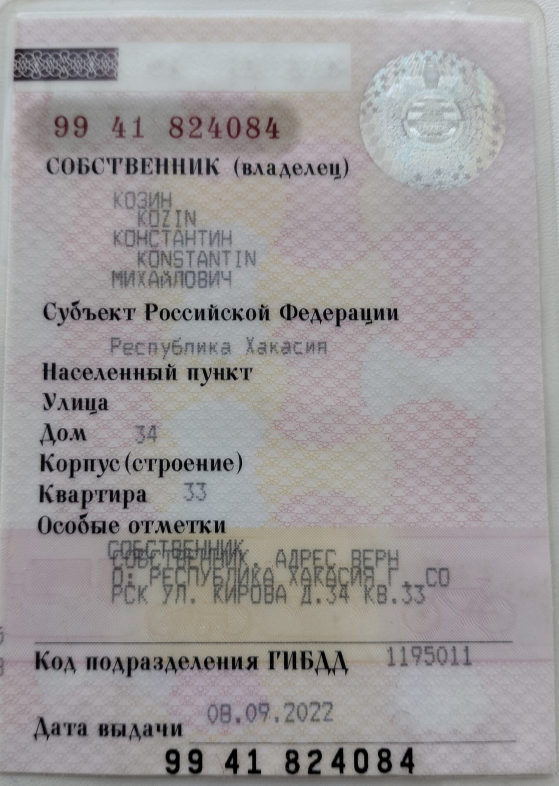 99 41 824084
СОБСТВЕННИК (владелец)
КОЗИН
KOZIN
КОНСТАНТИН
KONSTANTIN
МИХАЙЛОВИЧ
Субъект Российской Федерации
Республика Хакасия
Населенный пункт
Улица
Дом 34
Корпус (строение)
Квартира 33
Особые отметки
СОБСТВЕННИК
СОБСТВЕННИК. АДРЕС ВЕРН
О: РЕСПУБЛИКА ХАКАСИЯ Г. СО
РСК УЛ. КИРОВА Д.34 КВ.33
Код подразделения ГИБДД 1195011
Дата выдачи 08.09.2022
99 41 824084